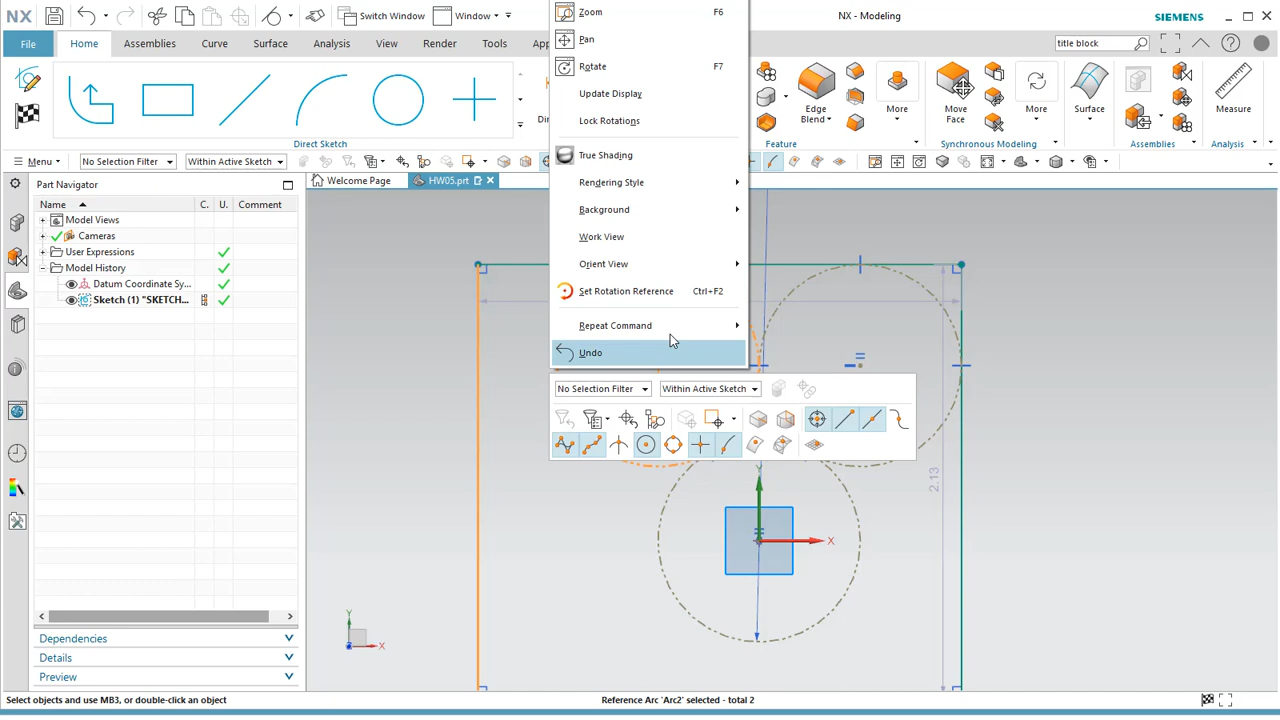 NX
Switch Window
Window
NX - Modeling
SIEMENS
File
Home
Assemblies
Curve
Surface
Analysis
View
Render
Tools
title block
Direct Sketch
Edge
Blend
More
Feature
Move
Face
More
Synchronous Modeling
Surface
Assemblies
Measure
Analysis
Menu
No Selection Filter
Within Active Sketch
Part Navigator
Name
C.
U.
Comment
Model Views
Cameras
User Expressions
Model History
Datum Coordinate Sy...
Sketch (1) "SKETCH...
Dependencies
Details
Preview
Welcome Page
HW05.prt
Zoom F6
Pan
Rotate F7
Update Display
Lock Rotations
True Shading
Rendering Style
Background
Work View
Orient View
Set Rotation Reference Ctrl+F2
Repeat Command
Undo
No Selection Filter
Within Active Sketch
2.13
Y
X
Y
X
Select objects and use MB3, or double-click an object
Reference Arc 'Arc2' selected - total 2